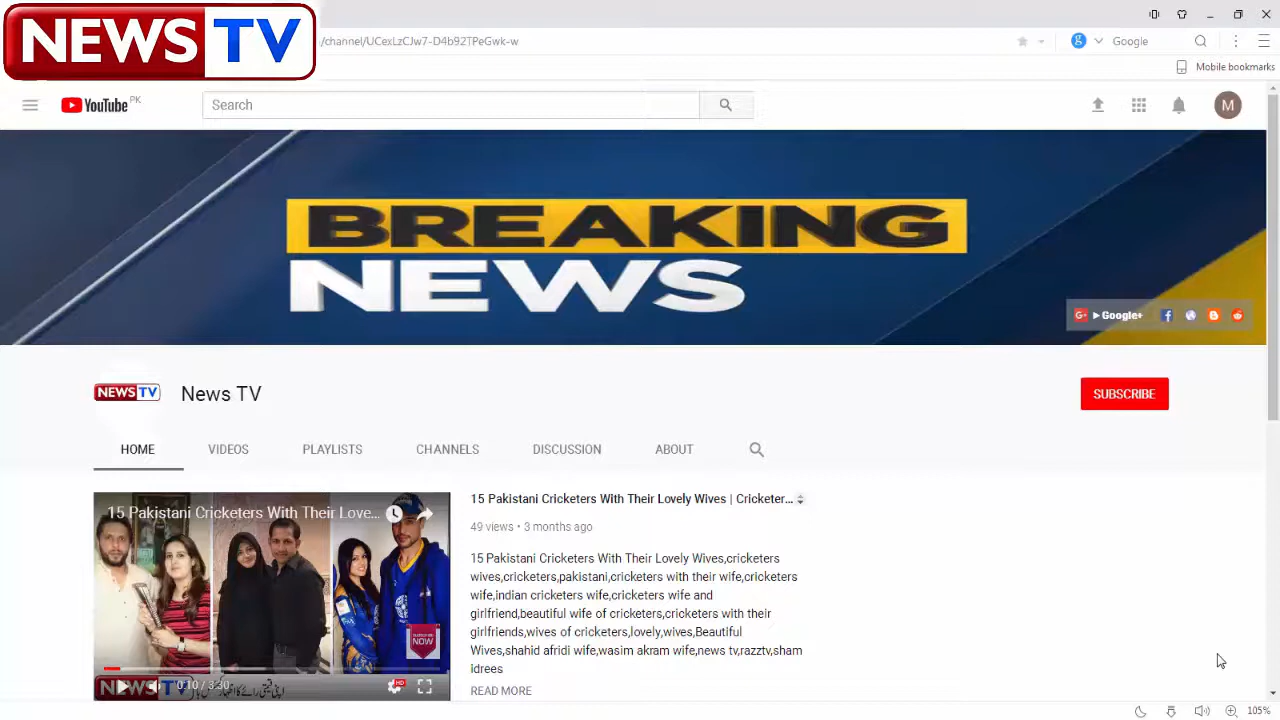 NEWS TV
/channel/UCexLzCJw7-D4b9ZTPeGwk-w
Google
Mobile bookmarks
YouTube PK
Search
M
BREAKING
NEWS
Google+
NEWS TV
News TV
SUBSCRIBE
HOME
VIDEOS
PLAYLISTS
CHANNELS
DISCUSSION
ABOUT
15 Pakistani Cricketers With Their Love...
15 Pakistani Cricketers With Their Lovely Wives | Cricketer...
49 views • 3 months ago
15 Pakistani Cricketers With Their Lovely Wives,cricketers
wives,cricketers,pakistani,cricketers with their wife,cricketers
wife,indian cricketers wife,cricketers wife and
girlfriend,beautiful wife of cricketers,cricketers with their
girlfriends,wives of cricketers,lovely,wives,Beautiful
Wives,shahid afridi wife,wasim akram wife,news tv,razztv,sham
idrees
READ MORE
NOW
NEWS TV
0:10 / 3:30
HD
105%